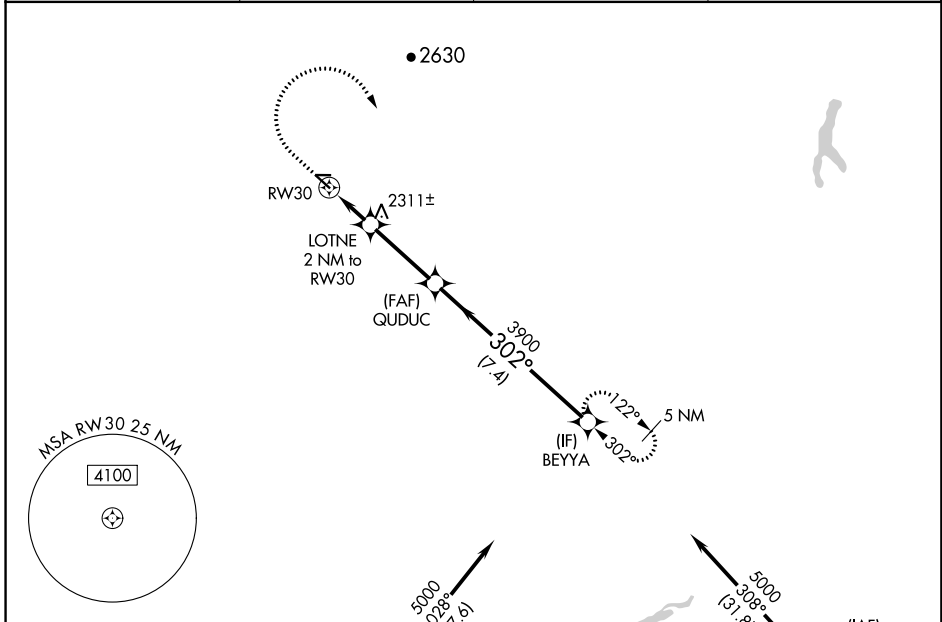 2630
RW30
2311±
LOTNE
2 NM to
RW30
(FAF)
QUDUC
3900
302°
(7.4)
122°
5 NM
302°
(IF)
BEYYA
MSA RW30 25 NM
4100
5000
028°
5000
308°